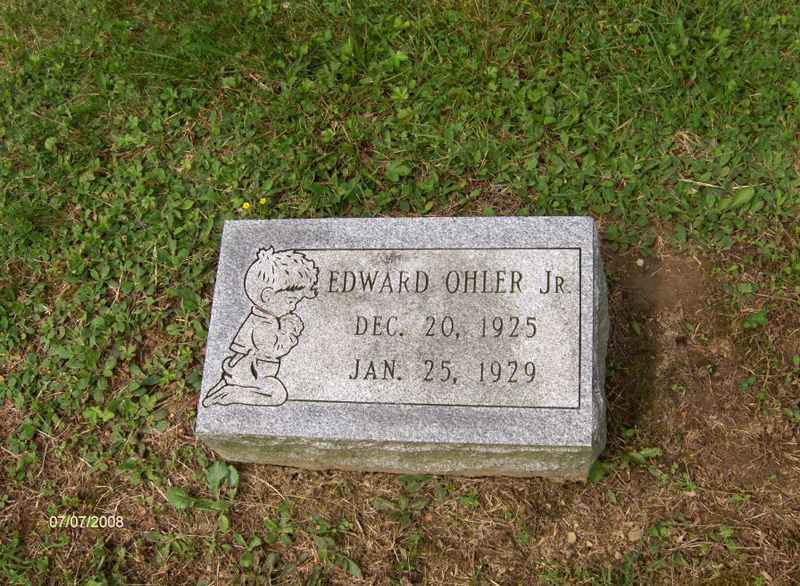 EDWARD OHLER JR.
DEC. 20, 1925
JAN. 25, 1929
07/07/2008